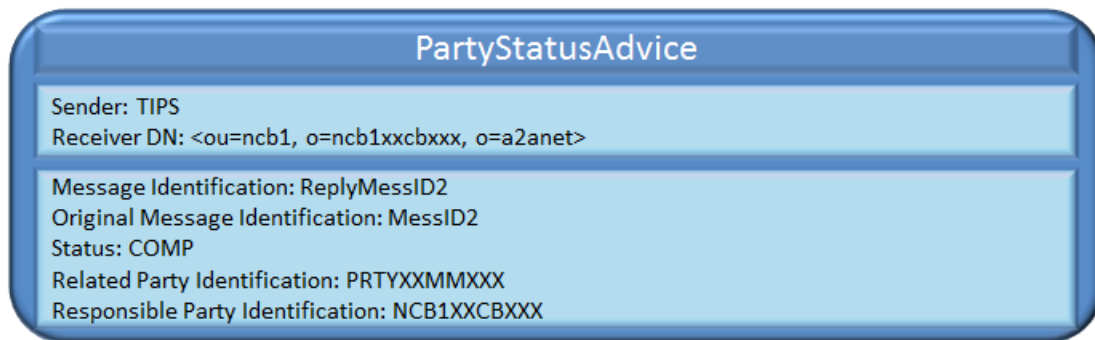 PartyStatusAdvice
Sender: TIPS
Receiver DN: <ou=ncb1, o=ncb1xxcbxxx, o=a2anet>
Message Identification: ReplyMessID2
Original Message Identification: MessID2
Status: COMP
Related Party Identification: PRTYXXMMXXX
Responsible Party Identification: NCB1XXCBXXX